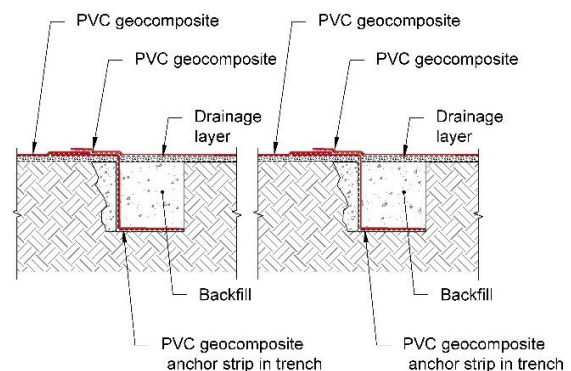 PVC geocomposite
PVC geocomposite
Drainage
layer
Backfill
PVC geocomposite
anchor strip in trench
PVC geocomposite
PVC geocomposite
Drainage
layer
Backfill
PVC geocomposite
anchor strip in trench